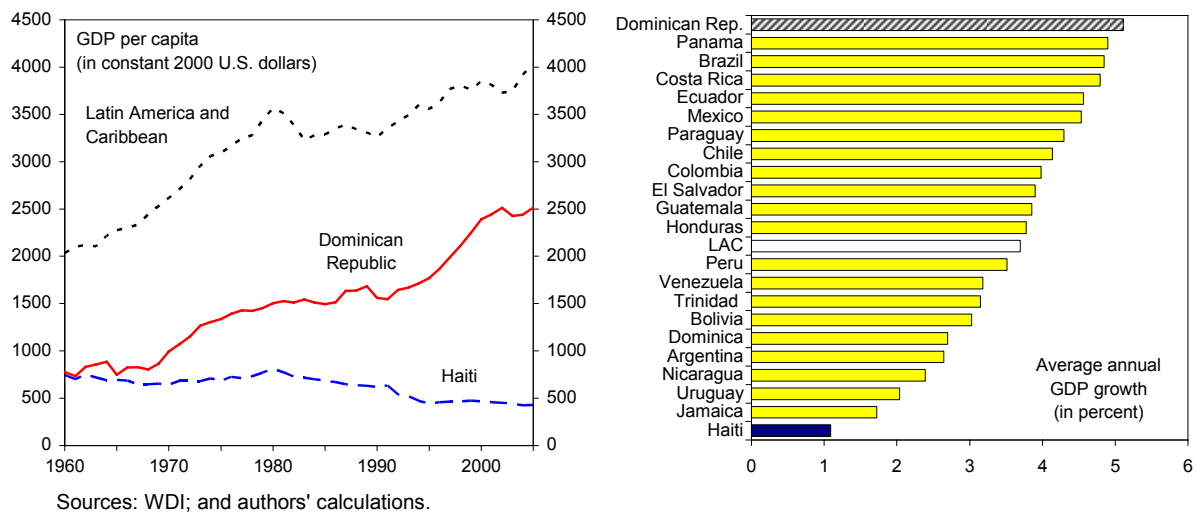 4500
4000
3500
3000
2500
2000
1500
1000
500
0
GDP per capita
(in constant 2000 U.S. dollars)
Latin America and
Caribbean
Dominican
Republic
Haiti
4500
4000
3500
3000
2500
2000
1500
1000
500
0
1960 1970 1980 1990 2000
Sources: WDI; and authors' calculations.
Dominican Rep.
Panama
Brazil
Costa Rica
Ecuador
Mexico
Paraguay
Chile
Colombia
El Salvador
Guatemala
Honduras
LAC
Peru
Venezuela
Trinidad
Bolivia
Dominica
Argentina
Nicaragua
Uruguay
Jamaica
Haiti
Average annual
GDP growth
(in percent)
0 1 2 3 4 5 6